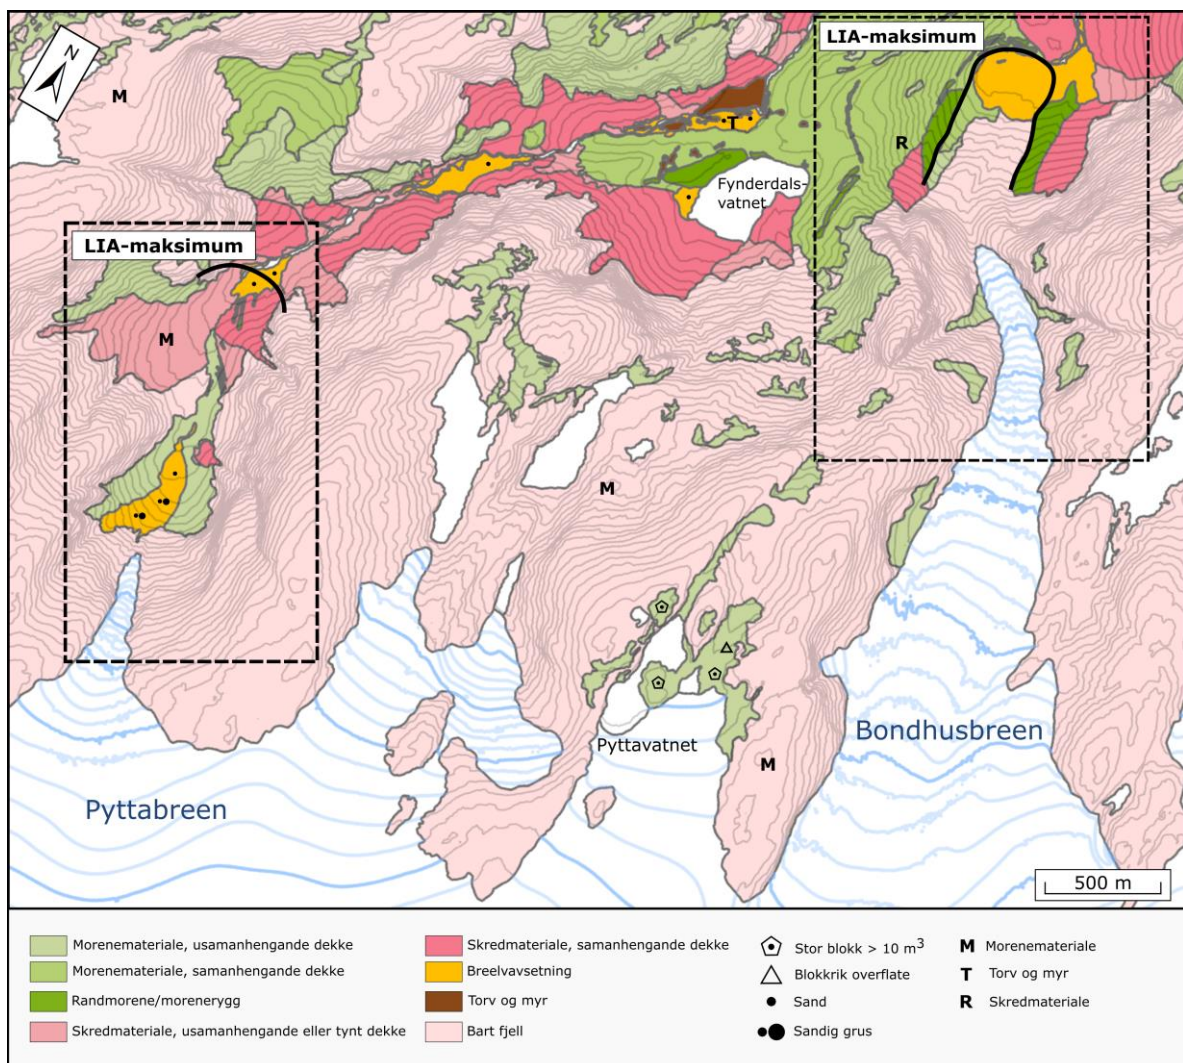 LIA-maksimum
N
M
R
T
Fynderdals-
vatnet
LIA-maksimum
M
M
Pyttavatnet
M
Bondhusbreen
Pyttabreen
500 m
Morenemateriale, usamanhengande dekke
Morenemateriale, samanhengande dekke
Randmorene/morenerygg
Skredmateriale, usamanhengande eller tynt dekke
Skredmateriale, samanhengande dekke
Breelvavsetning
Torv og myr
Bart fjell
Stor blokk > 10 m³
Blokkrik overflate
Sand
Sandig grus
M Morenemateriale
T Torv og myr
R Skredmateriale